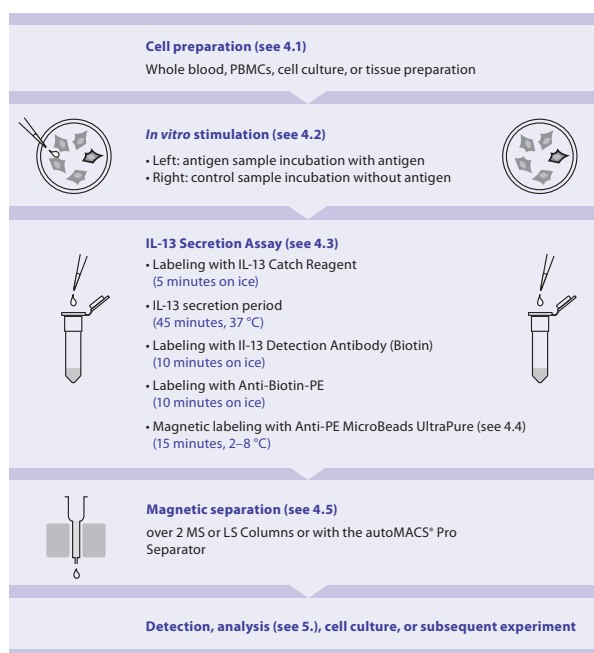 Cell preparation (see 4.1)
Whole blood, PBMCs, cell culture, or tissue preparation
In vitro stimulation (see 4.2)
• Left: antigen sample incubation with antigen
• Right: control sample incubation without antigen
IL-13 Secretion Assay (see 4.3)
• Labeling with IL-13 Catch Reagent
(5 minutes on ice)
• IL-13 secretion period
(45 minutes, 37 °C)
• Labeling with Il-13 Detection Antibody (Biotin)
(10 minutes on ice)
• Labeling with Anti-Biotin-PE
(10 minutes on ice)
• Magnetic labeling with Anti-PE MicroBeads UltraPure (see 4.4)
(15 minutes, 2–8 °C)
Magnetic separation (see 4.5)
over 2 MS or LS Columns or with the autoMACS® Pro
Separator
Detection, analysis (see 5.), cell culture, or subsequent experiment